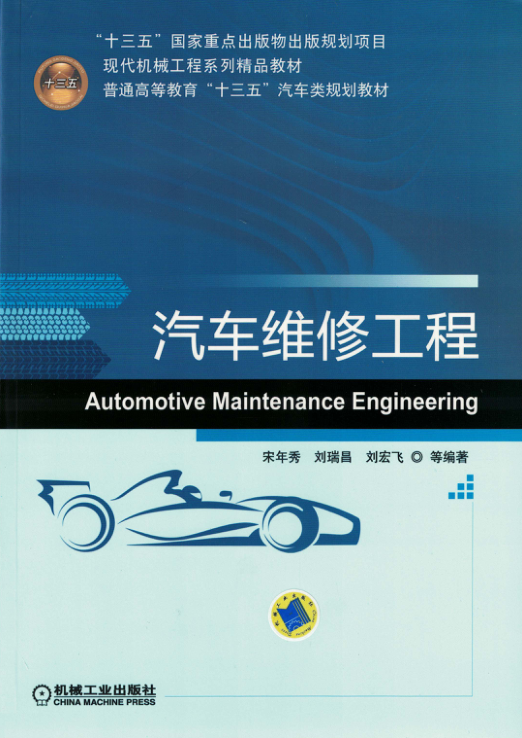 “十三五”国家重点出版物出版规划项目
现代机械工程系列精品教材
普通高等教育“十三五”汽车类规划教材
十三五
汽车维修工程
Automotive Maintenance Engineering
宋年秀 刘瑞昌 刘宏飞 ◎ 等编著
机械工业出版社
CHINA MACHINE PRESS